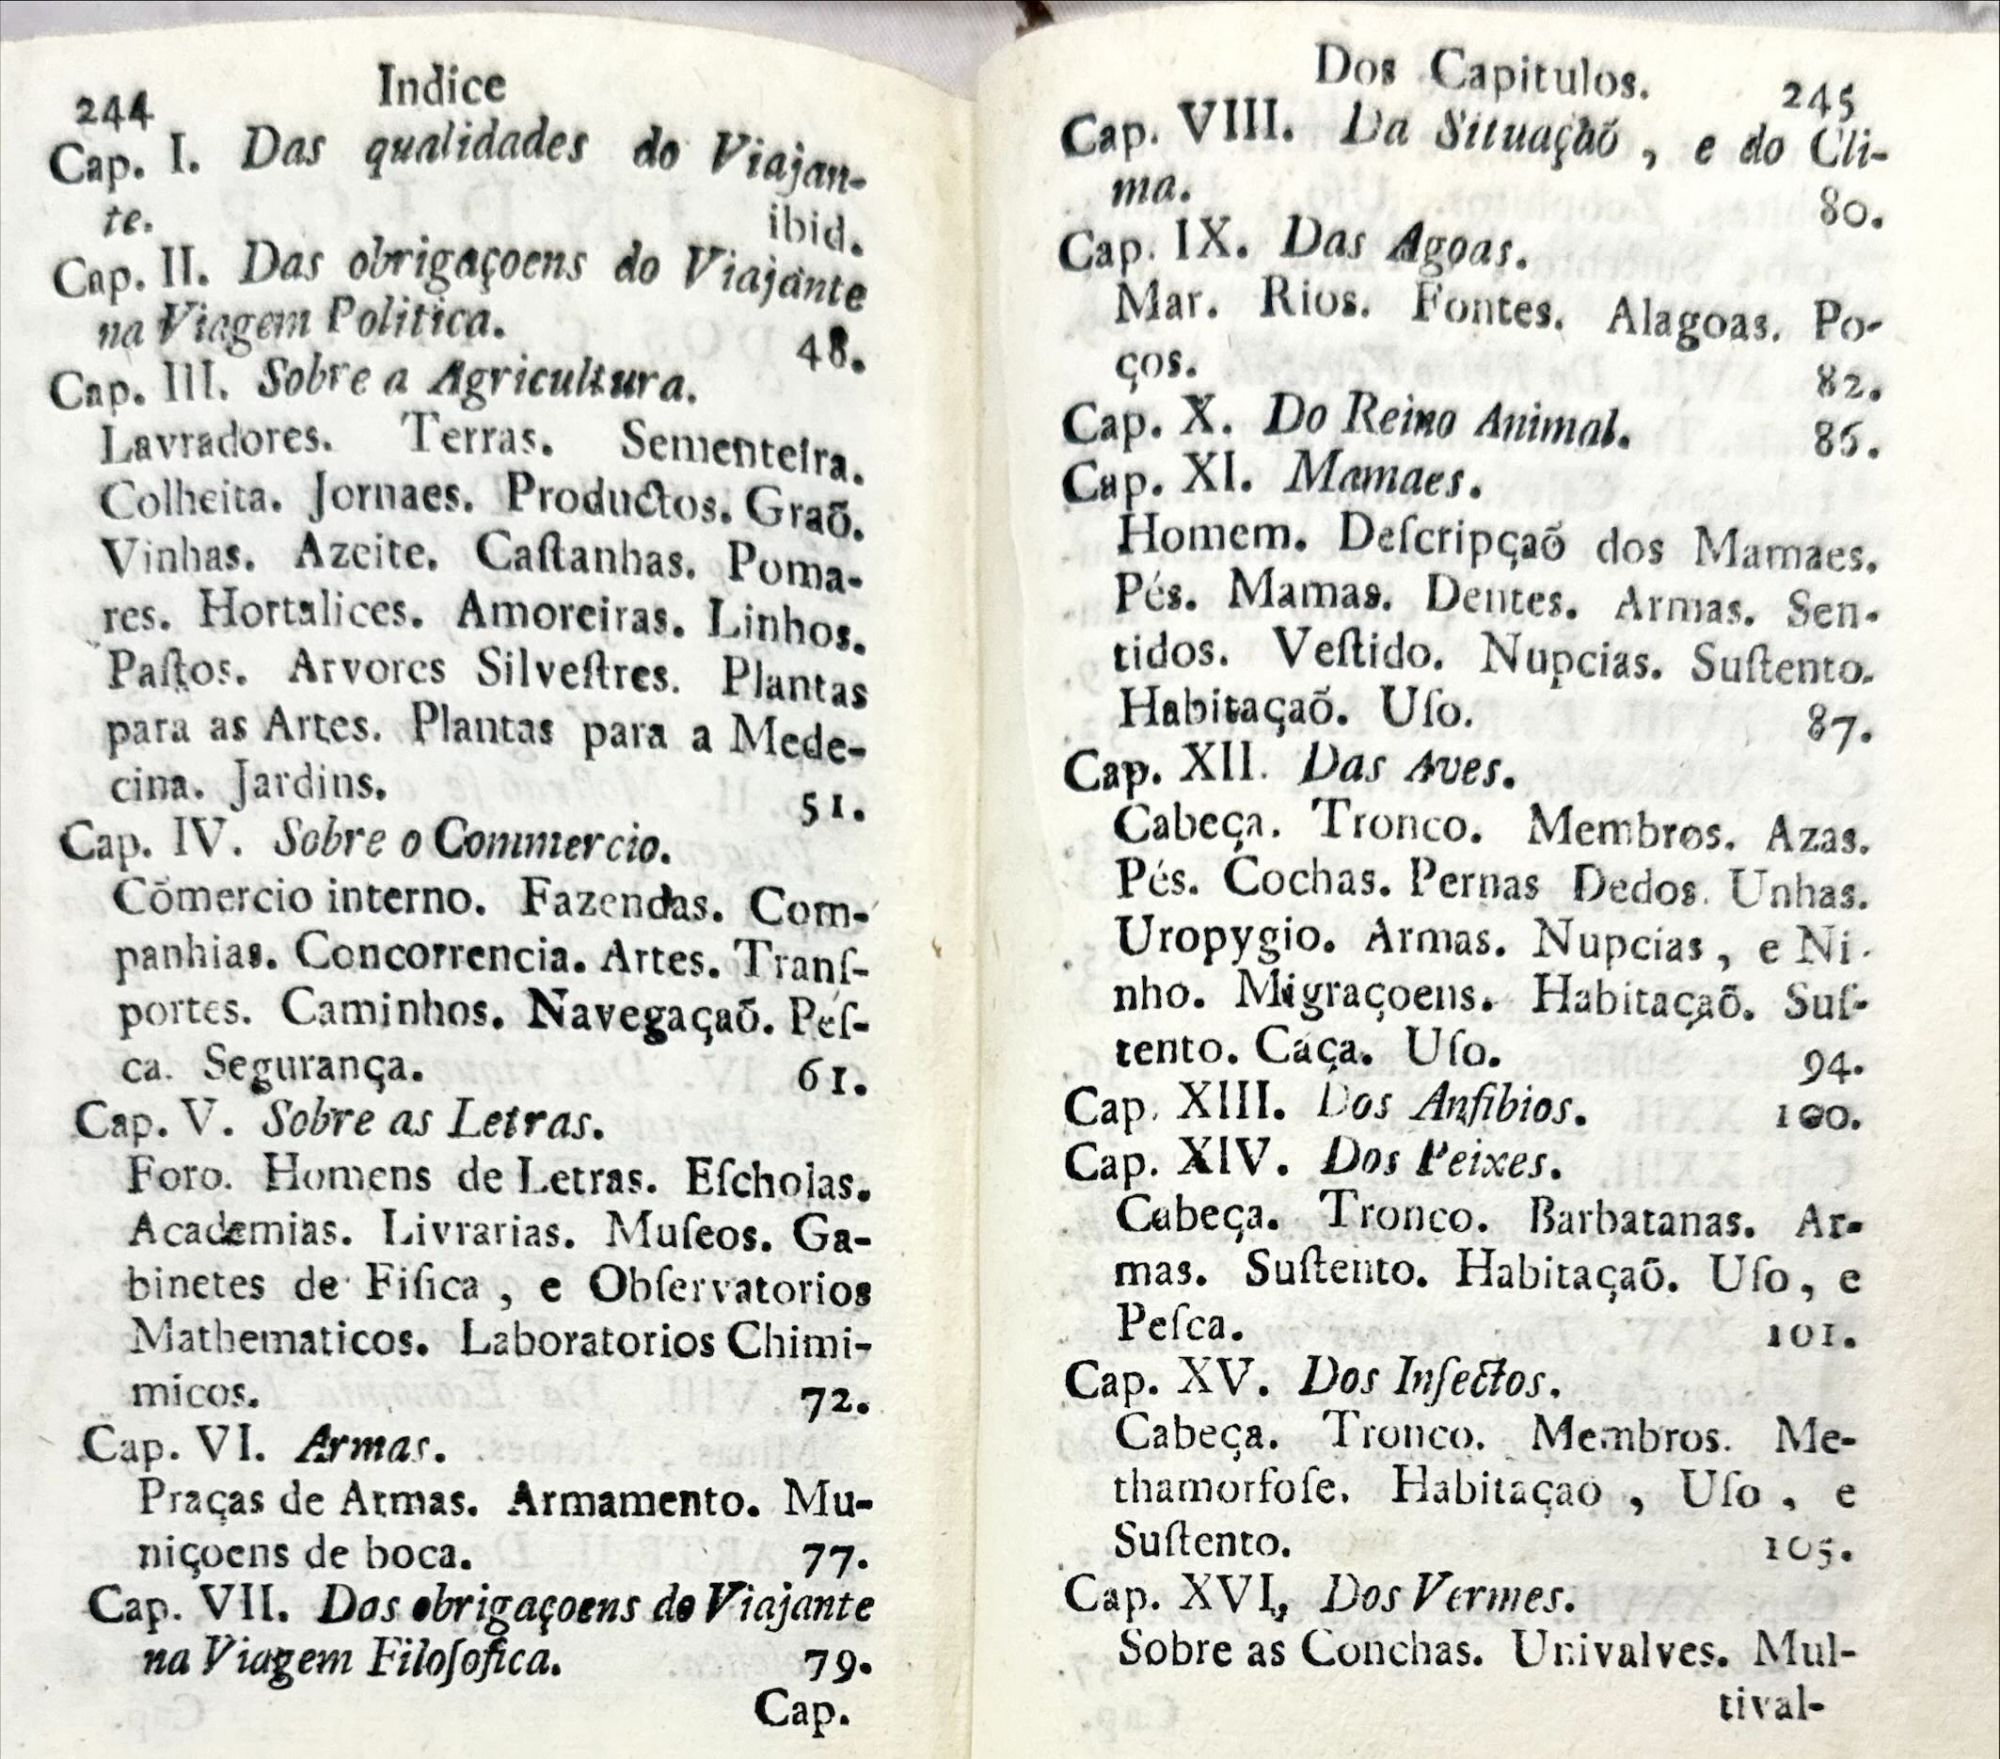 244 Indice
Cap. I. Das qualidades do Viajan-
te. ibid.
Cap. II. Das obrigaçoens do Viajante
na Viagem Politica. 48.
Cap. III. Sobre a Agricultura.
Lavradores. Terras. Sementeira.
Colheita. Jornaes. Productos. Graõ.
Vinhas. Azeite. Caſtanhas. Poma-
res. Hortalices. Amoreiras. Linhos.
Paſtos. Arvores Silveſtres. Plantas
para as Artes. Plantas para a Mede-
cina. Jardins. 51.
Cap. IV. Sobre o Commercio.
Cõmercio interno. Fazendas. Com-
panhias. Concorrencia. Artes. Tranſ-
portes. Caminhos. Navegaçaõ. Peſ-
ca. Segurança. 61.
Cap. V. Sobre as Letras.
Foro. Homens de Letras. Eſcholas.
Academias. Livrarias. Muſeos. Ga-
binetes de Fiſica, e Obſervatorios
Mathematicos. Laboratorios Chimi-
micos. 72.
Cap. VI. Armas.
Praças de Armas. Armamento. Mu-
niçoens de boca. 77.
Cap. VII. Das obrigaçoens do Viajante
na Viagem Filoſofica. 79.
Cap.
Dos Capitulos. 245
Cap. VIII. Da Situaçaõ, e do Cli-
ma. 80.
Cap. IX. Das Agoas.
Mar. Rios. Fontes. Alagoas. Po-
ços. 82.
Cap. X. Do Reino Animal. 86.
Cap. XI. Mamaes.
Homem. Deſcripçaõ dos Mamaes.
Pés. Mamas. Dentes. Armas. Sen-
tidos. Veſtido. Nupcias. Suſtento.
Habitaçaõ. Uſo. 87.
Cap. XII. Das Aves.
Cabeça. Tronco. Membros. Azas.
Pés. Cochas. Pernas Dedos. Unhas.
Uropygio. Armas. Nupcias, e Ni-
nho. Migraçoens. Habitaçaõ. Suſ-
tento. Caça. Uſo. 94.
Cap. XIII. Dos Anfibios. 100.
Cap. XIV. Dos Peixes.
Cabeça. Tronco. Barbatanas. Ar-
mas. Suſtento. Habitaçaõ. Uſo, e
Peſca. 101.
Cap. XV. Dos Inſectos.
Cabeça. Tronco. Membros. Me-
thamorfoſe. Habitaçao, Uſo, e
Suſtento. 105.
Cap. XVI, Dos Vermes.
Sobre as Conchas. Univalves. Mul-
tival-